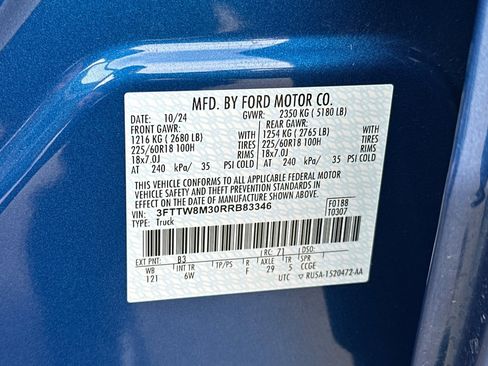 MFD. BY FORD MOTOR CO.
10/24 GVWR: 2350 KG ( 5180 LB)
FRONT GAWR: REAR GAWR:
1216 KG ( 2680 LB) WITH 1254 KG ( 2765 LB) WITH
225/60R18 100H TIRES 225/60R18 100H TIRES
18x7.0J RIMS 18x7.0J RIMS
AT 240 kPa/ 35 PSI COLD AT 240 kPa/ 35 PSI COLD
THIS VEHICLE CONFORMS TO ALL APPLICABLE FEDERAL MOTOR
VEHICLE SAFETY AND THEFT PREVENTION STANDARDS IN
EFFECT ON THE DATE OF MANUFACTURE SHOWN ABOVE.
VIN: 3FTTW8M30RRB83346 F0188
TYPE: Truck T0307
EXT PNT: B3 RC: 71 DSO:
WB INT TR TP/PS R AXLE TR SPR
121 6W F 29 5 CCGE
UTC ▽ RU5A-1520472-AA